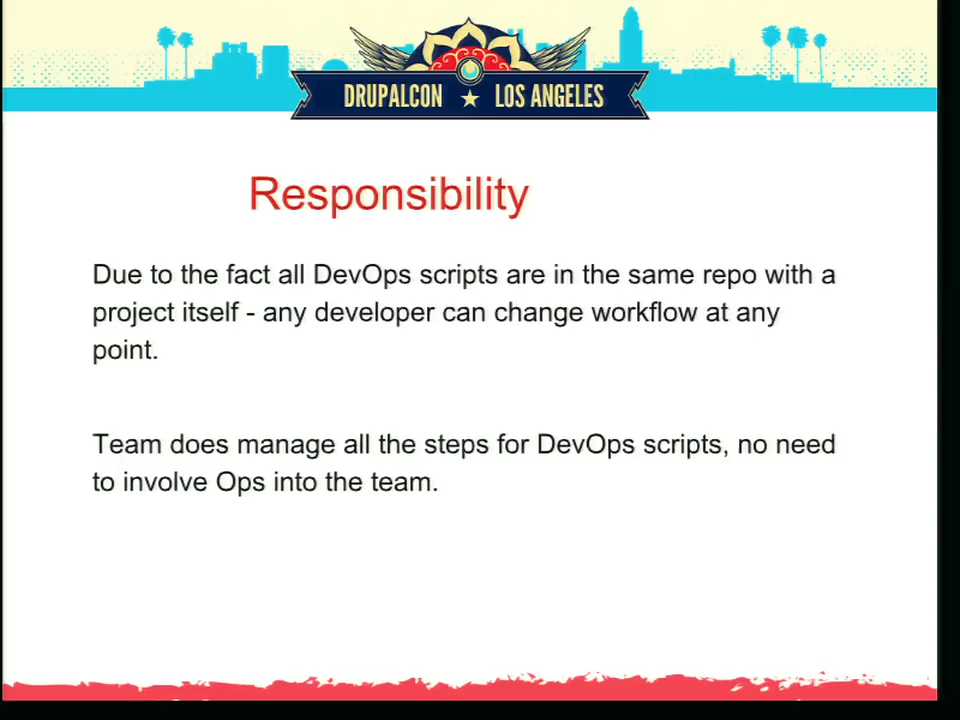 DRUPALCON ★ LOS ANGELES
Responsibility
Due to the fact all DevOps scripts are in the same repo with a
project itself - any developer can change workflow at any
point.
Team does manage all the steps for DevOps scripts, no need
to involve Ops into the team.